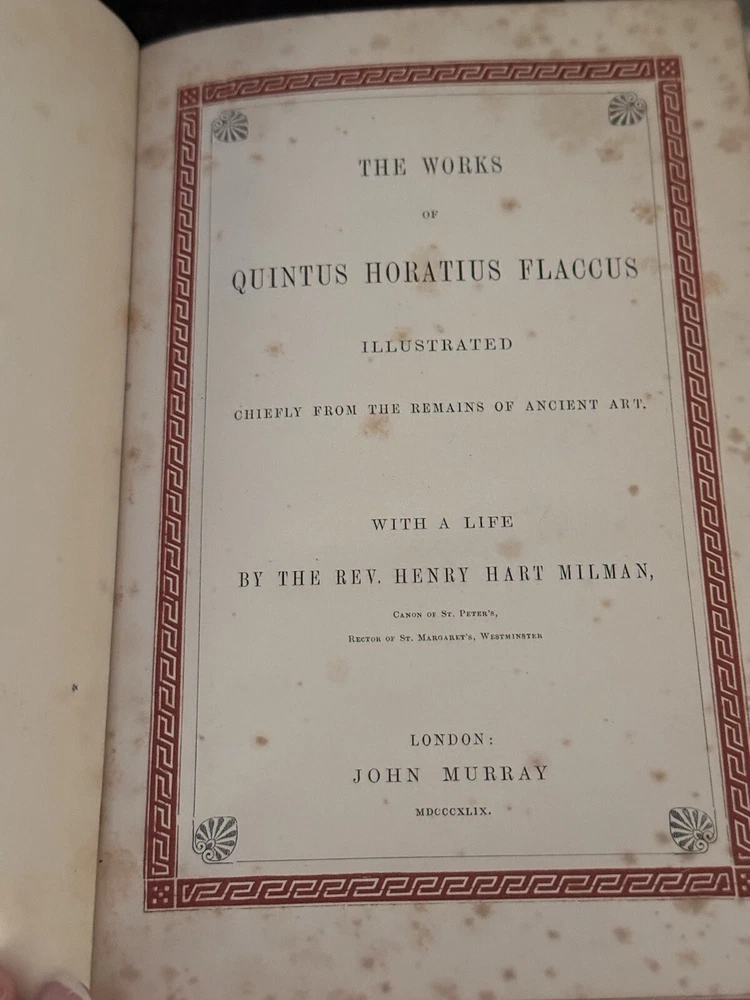 THE WORKS
OF
QUINTUS HORATIUS FLACCUS
ILLUSTRATED
CHIEFLY FROM THE REMAINS OF ANCIENT ART.
WITH A LIFE
BY THE REV. HENRY HART MILMAN,
CANON OF ST. PETER'S,
RECTOR OF ST. MARGARET'S, WESTMINSTER
LONDON:
JOHN MURRAY
MDCCCXLIX.